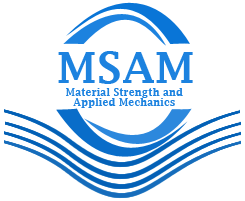 MSAM
Material Strength and
Applied Mechanics